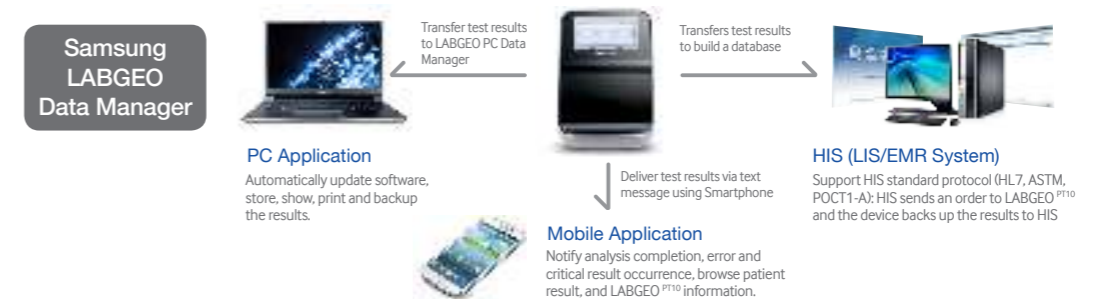 Samsung
LABGEO
Data Manager
Transfer test results
to LABGEO PC Data
Manager
Transfers test results
to build a database
PC Application
Automatically update software,
store, show, print and backup
the results.
Deliver test results via text
message using Smartphone
Mobile Application
Notify analysis completion, error and
critical result occurrence, browse patient
result, and LABGEO PT10 information.
HIS (LIS/EMR System)
Support HIS standard protocol (HL7, ASTM,
POCT1-A): HIS sends an order to LABGEO PT10
and the device backs up the results to HIS